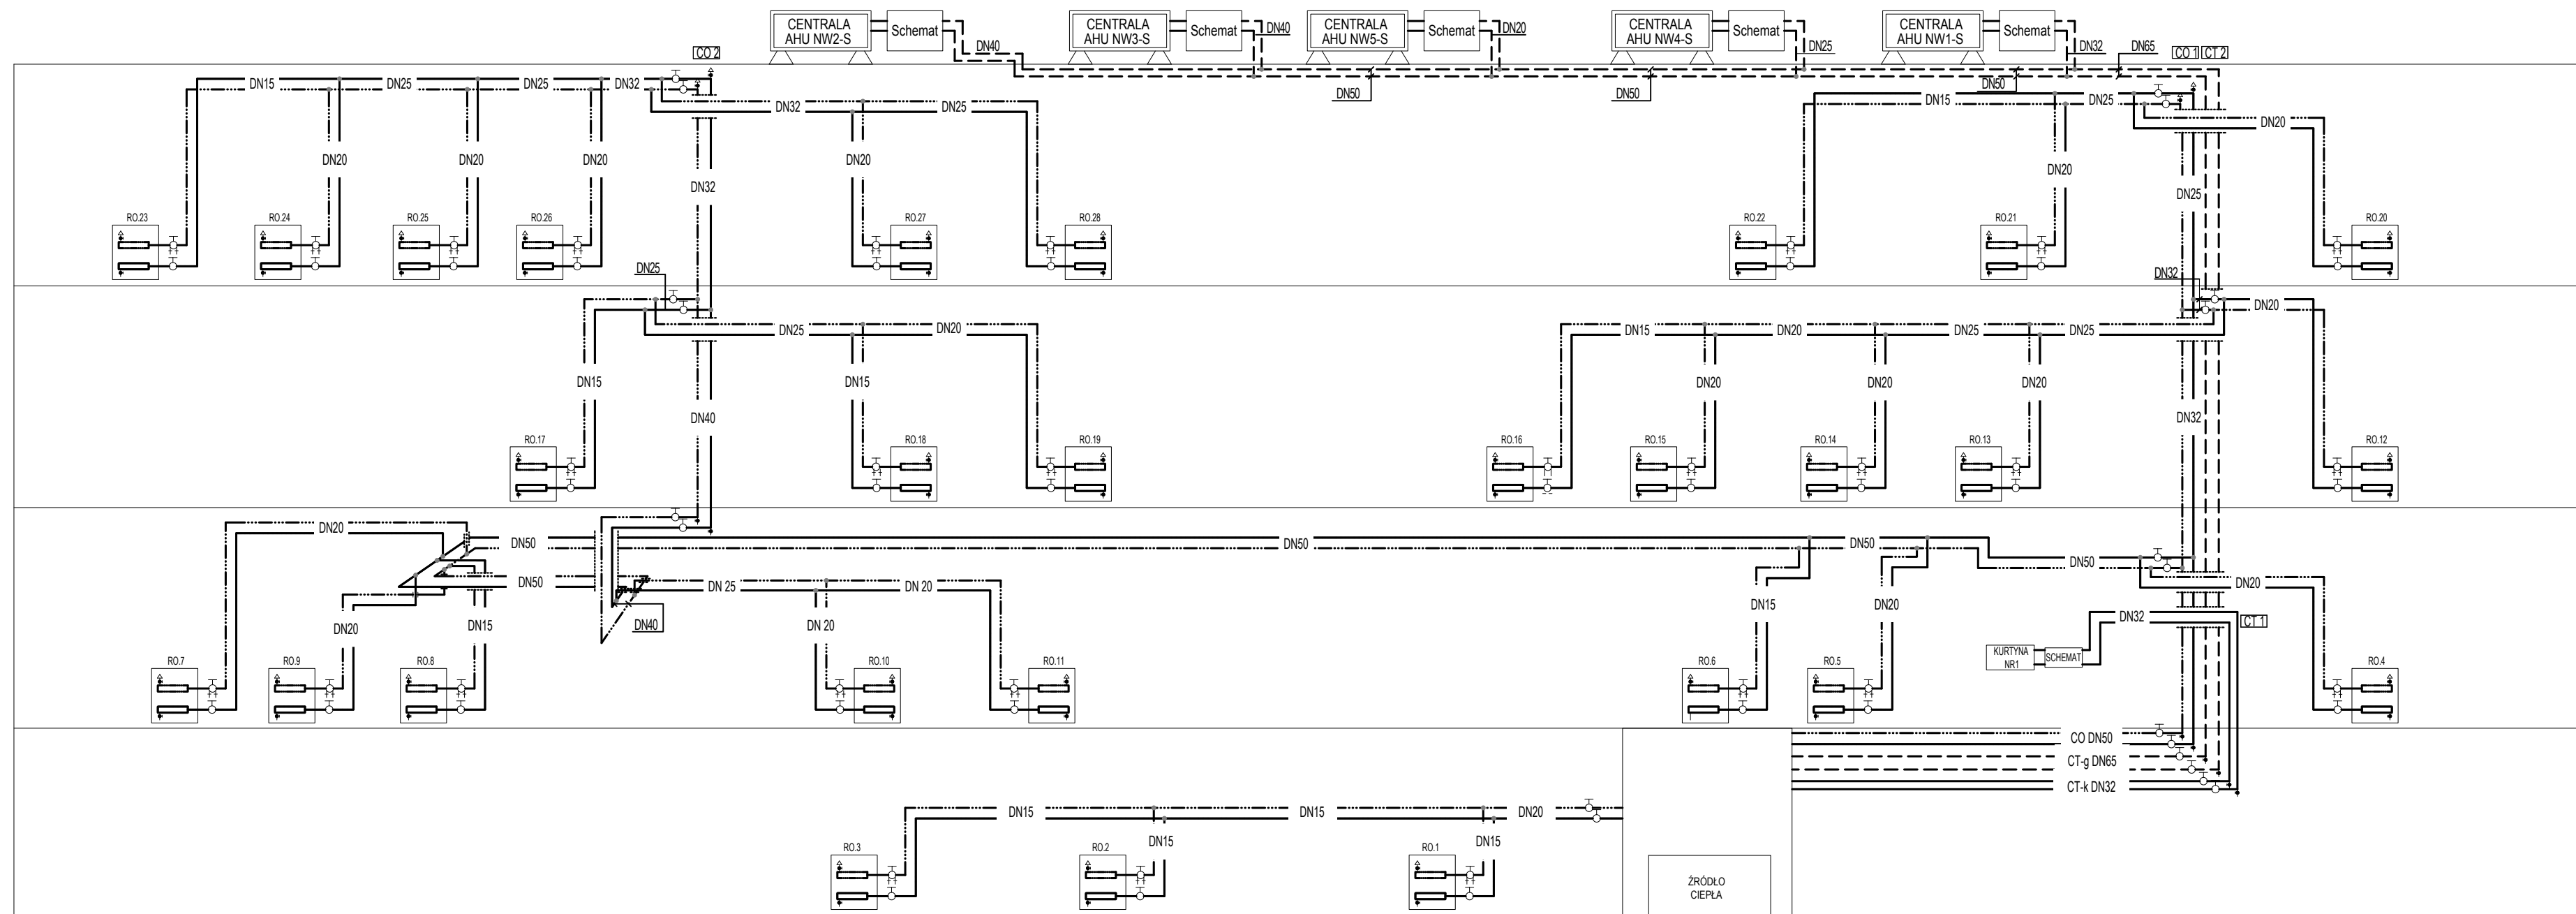 CENTRALA
AHU NW2-S
Schemat
DN40
CENTRALA
AHU NW3-S
Schemat
DN40
CENTRALA
AHU NW5-S
Schemat
DN20
CENTRALA
AHU NW4-S
Schemat
DN25
CENTRALA
AHU NW1-S
Schemat
DN32
DN65
CO 1
CT 2
CO 2
DN50
DN50
DN50
DN15
DN25
DN25
DN32
DN32
DN25
DN15
DN25
DN20
DN20
DN20
DN20
DN20
DN20
DN32
DN25
RO.23
RO.24
RO.25
RO.26
RO.27
RO.28
RO.22
RO.21
RO.20
DN25
DN32
DN20
DN25
DN20
DN15
DN20
DN25
DN25
DN15
DN15
DN20
DN20
DN20
DN40
DN32
RO.17
RO.18
RO.19
RO.16
RO.15
RO.14
RO.13
RO.12
DN20
DN50
DN50
DN50
DN50
DN50
DN 25
DN 20
DN20
DN15
DN20
DN32
DN20
DN15
DN 20
DN40
CT 1
KURTYNA
NR1
SCHEMAT
RO.7
RO.9
RO.8
RO.10
RO.11
RO.6
RO.5
RO.4
CO DN50
CT-g DN65
CT-k DN32
DN15
DN15
DN20
DN15
DN15
RO.3
RO.2
RO.1
ŹRÓDŁO
CIEPŁA